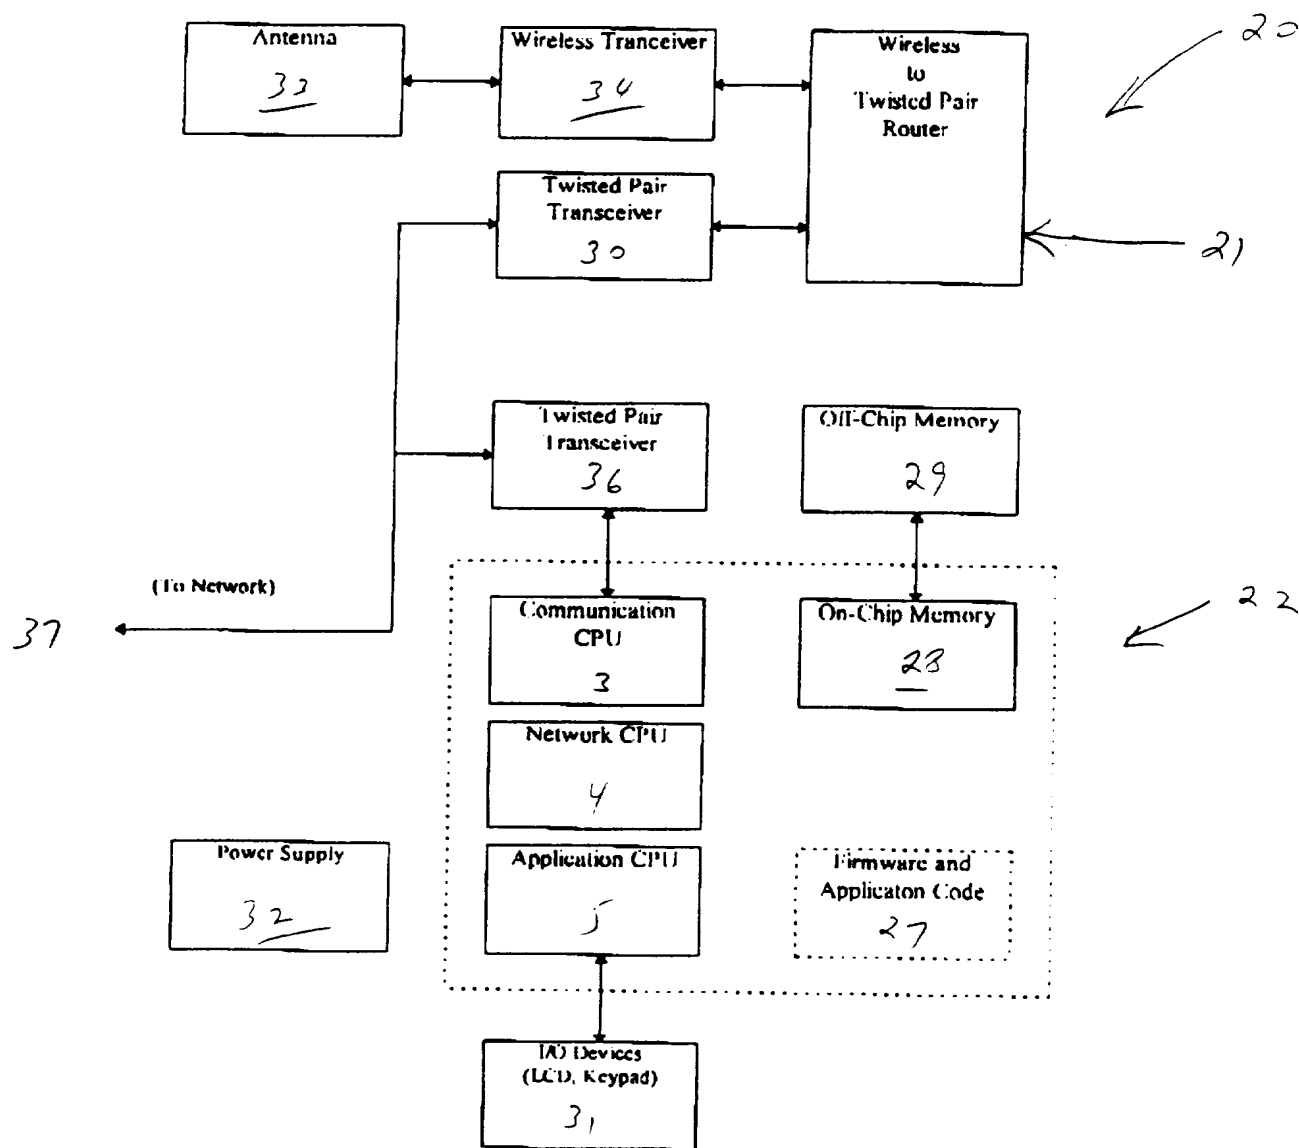 Antenna
33
Wireless Tranceiver
34
Wireless
to
Twisted Pair
Router
20
Twisted Pair
Transceiver
30
21
Twisted Pair
Transceiver
36
Off-Chip Memory
29
(To Network)
37
Communication
CPU
3
On-Chip Memory
28
22
Network CPU
4
Power Supply
32
Application CPU
5
Firmware and
Applicaton Code
27
I/O Devices
(LCD, Keypad)
31